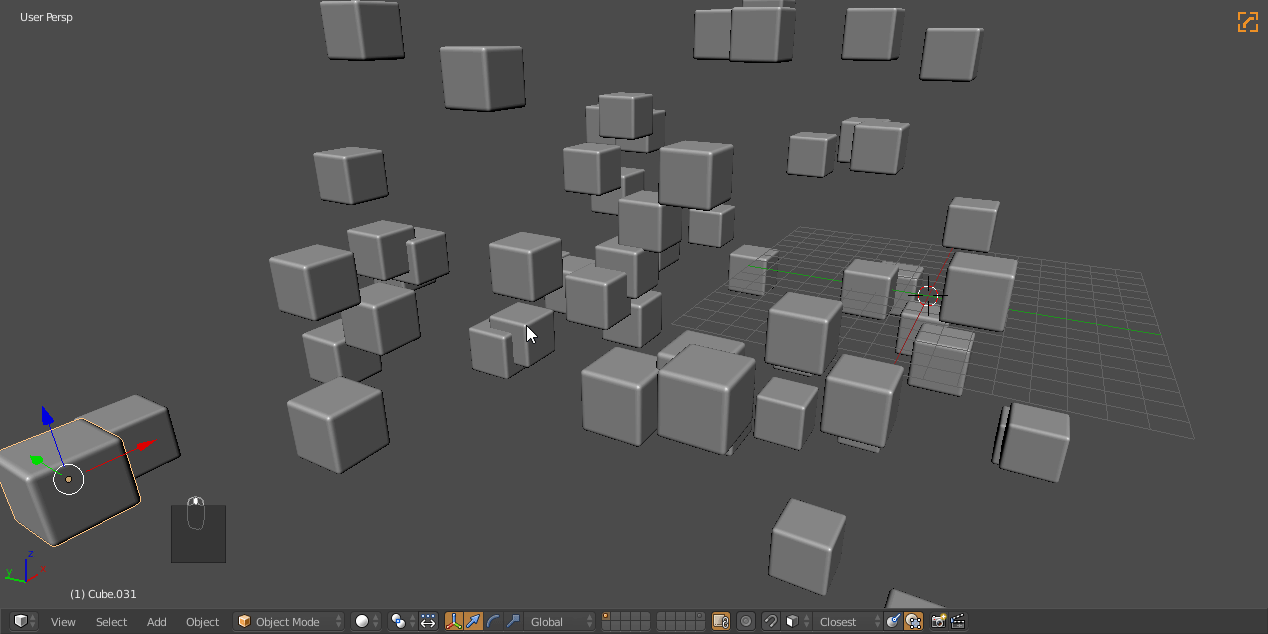 User Persp
z
y
x
(1) Cube.031
View Select Add Object Object Mode Global Closest